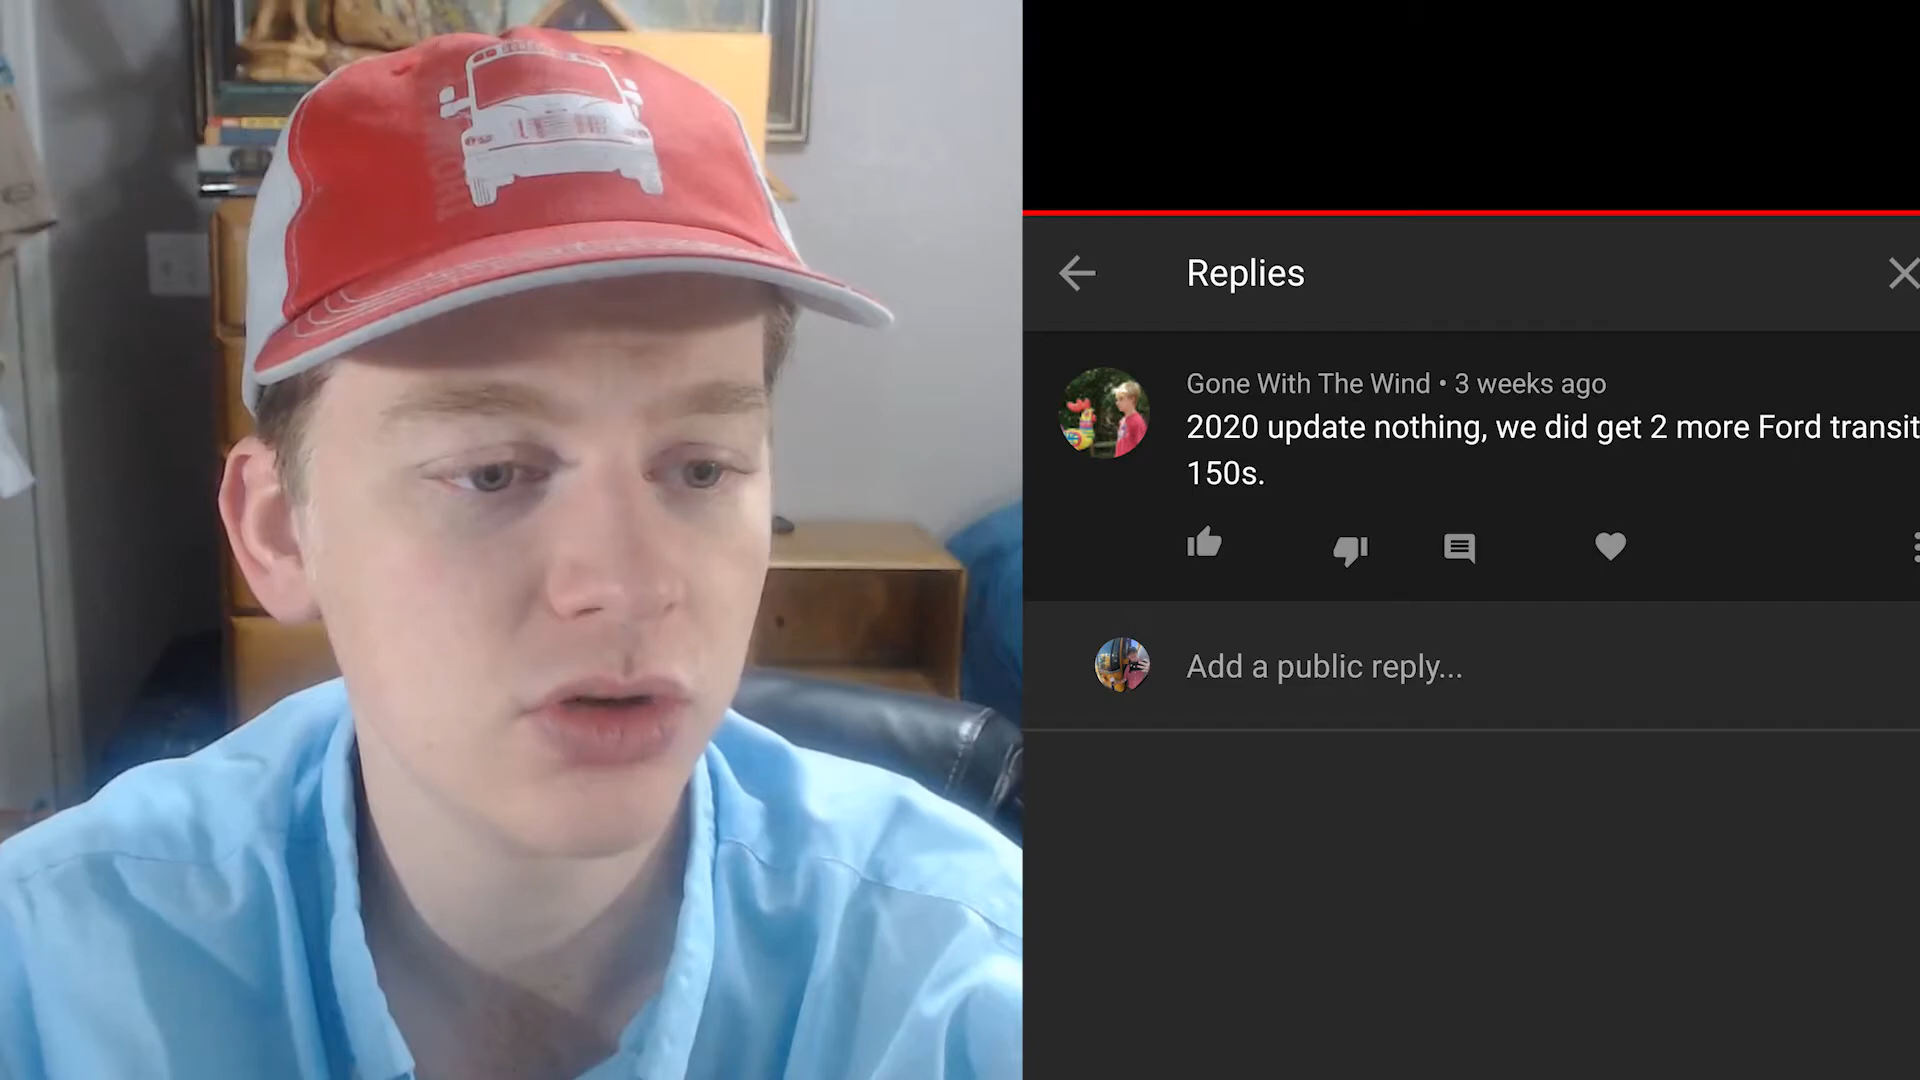 Replies
Gone With The Wind • 3 weeks ago
2020 update nothing, we did get 2 more Ford transit
150s.
Add a public reply...